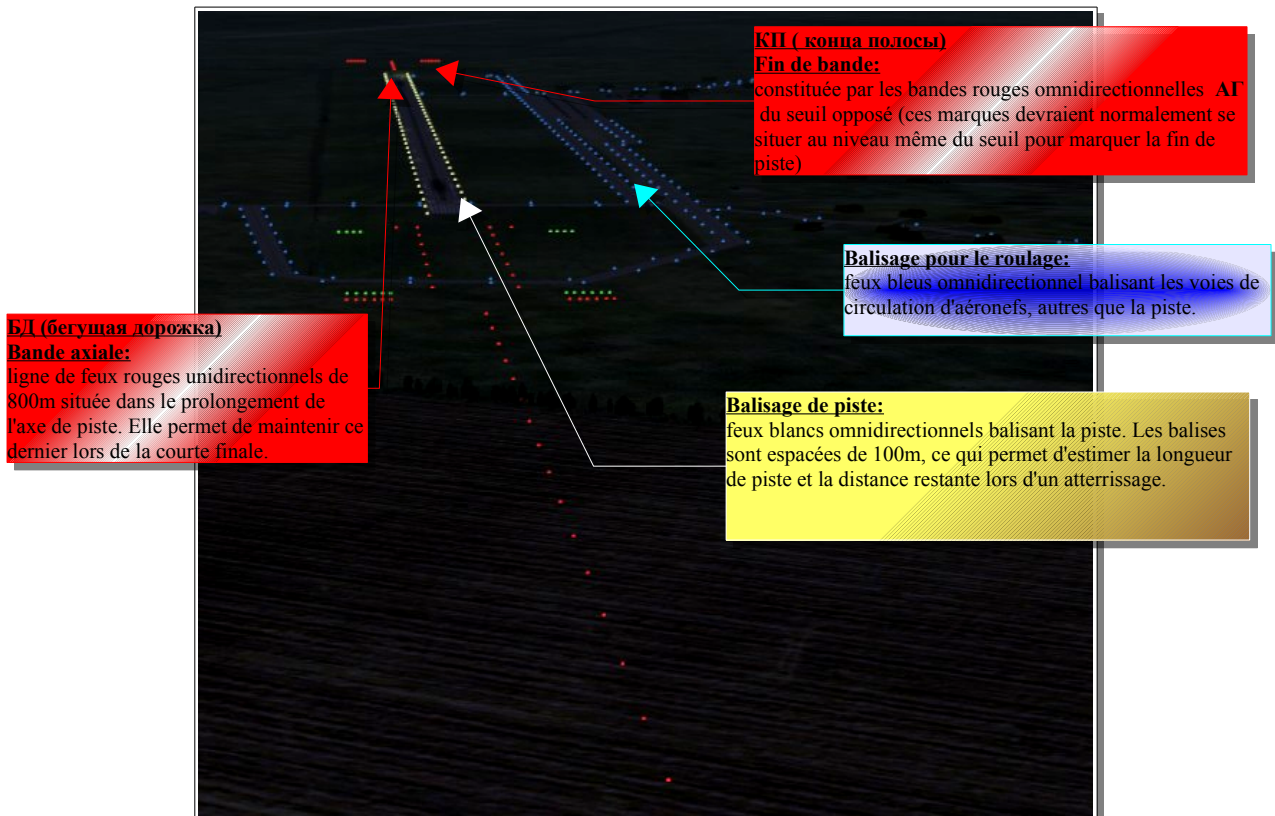 КП ( конца полосы)
Fin de bande:
constituée par les bandes rouges omnidirectionnelles АГ
du seuil opposé (ces marques devraient normalement se
situer au niveau même du seuil pour marquer la fin de
piste)
Balisage pour le roulage:
feux bleus omnidirectionnel balisant les voies de
circulation d'aéronefs, autres que la piste.
БД (бегущая дорожка)
Bande axiale:
ligne de feux rouges unidirectionnels de
800m située dans le prolongement de
l'axe de piste. Elle permet de maintenir ce
dernier lors de la courte finale.
Balisage de piste:
feux blancs omnidirectionnels balisant la piste. Les balises
sont espacées de 100m, ce qui permet d'estimer la longueur
de piste et la distance restante lors d'un atterrissage.